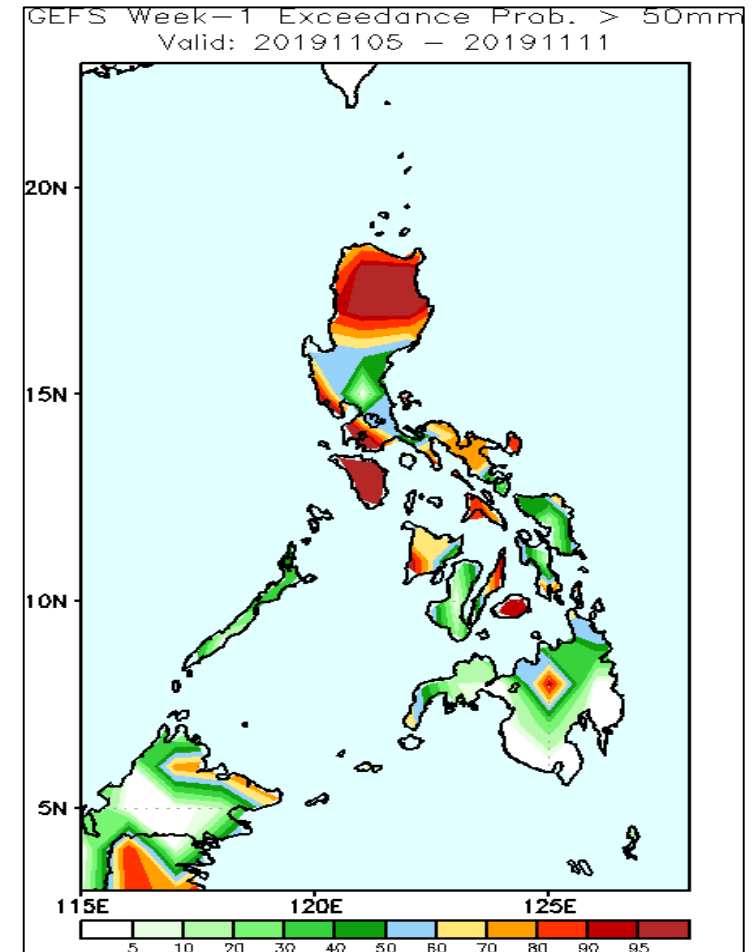 GEFS Week-1 Exceedance Prob. > 50mm
Valid: 20191105 - 20191111
20N
15N
10N
5N
115E 120E 125E
5 10 20 30 40 50 60 70 80 90 95